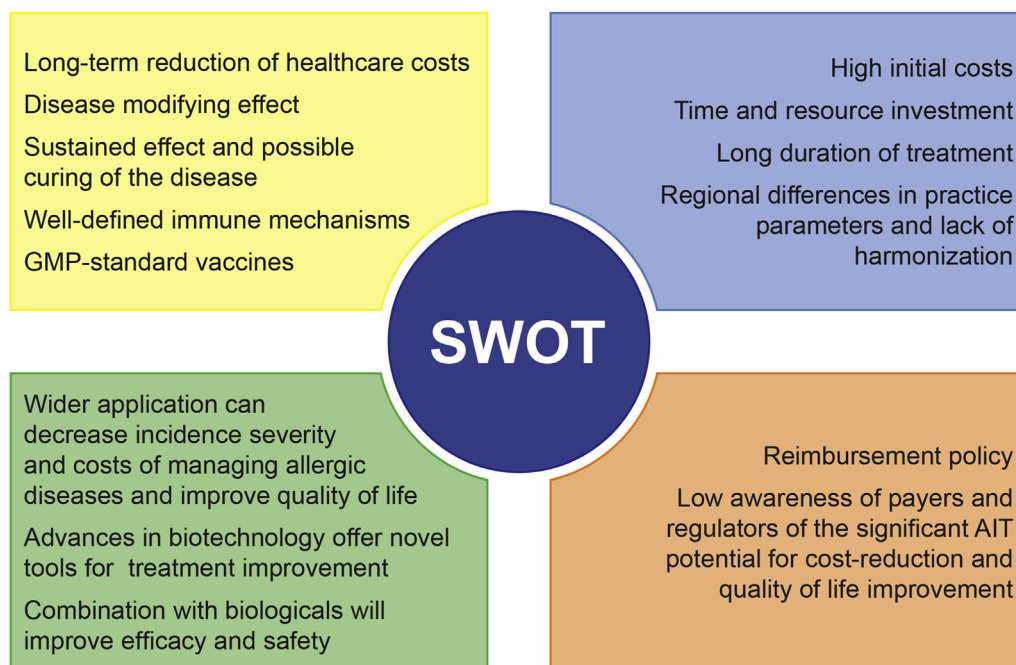 Long-term reduction of healthcare costs
Disease modifying effect
Sustained effect and possible
curing of the disease
Well-defined immune mechanisms
GMP-standard vaccines
High initial costs
Time and resource investment
Long duration of treatment
Regional differences in practice
parameters and lack of
harmonization
SWOT
Wider application can
decrease incidence severity
and costs of managing allergic
diseases and improve quality of life
Advances in biotechnology offer novel
tools for treatment improvement
Combination with biologicals will
improve efficacy and safety
Reimbursement policy
Low awareness of payers and
regulators of the significant AIT
potential for cost-reduction and
quality of life improvement